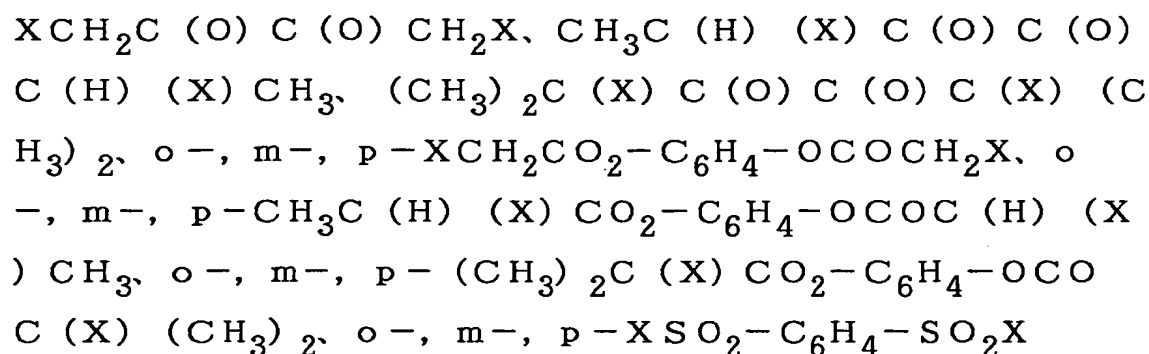 XCH₂C（O）C（O）CH₂X、CH₃C（H）（X）C（O）C（O）
C（H）（X）CH₃、（CH₃）₂C（X）C（O）C（O）C（X）（C
H₃）₂、o−, m−, p−XCH₂CO₂−C₆H₄−OCOCH₂X、o
−, m−, p−CH₃C（H）（X）CO₂−C₆H₄−OCOC（H）（X
）CH₃、o−, m−, p−（CH₃）₂C（X）CO₂−C₆H₄−OCO
C（X）（CH₃）₂、o−, m−, p−XSO₂−C₆H₄−SO₂X